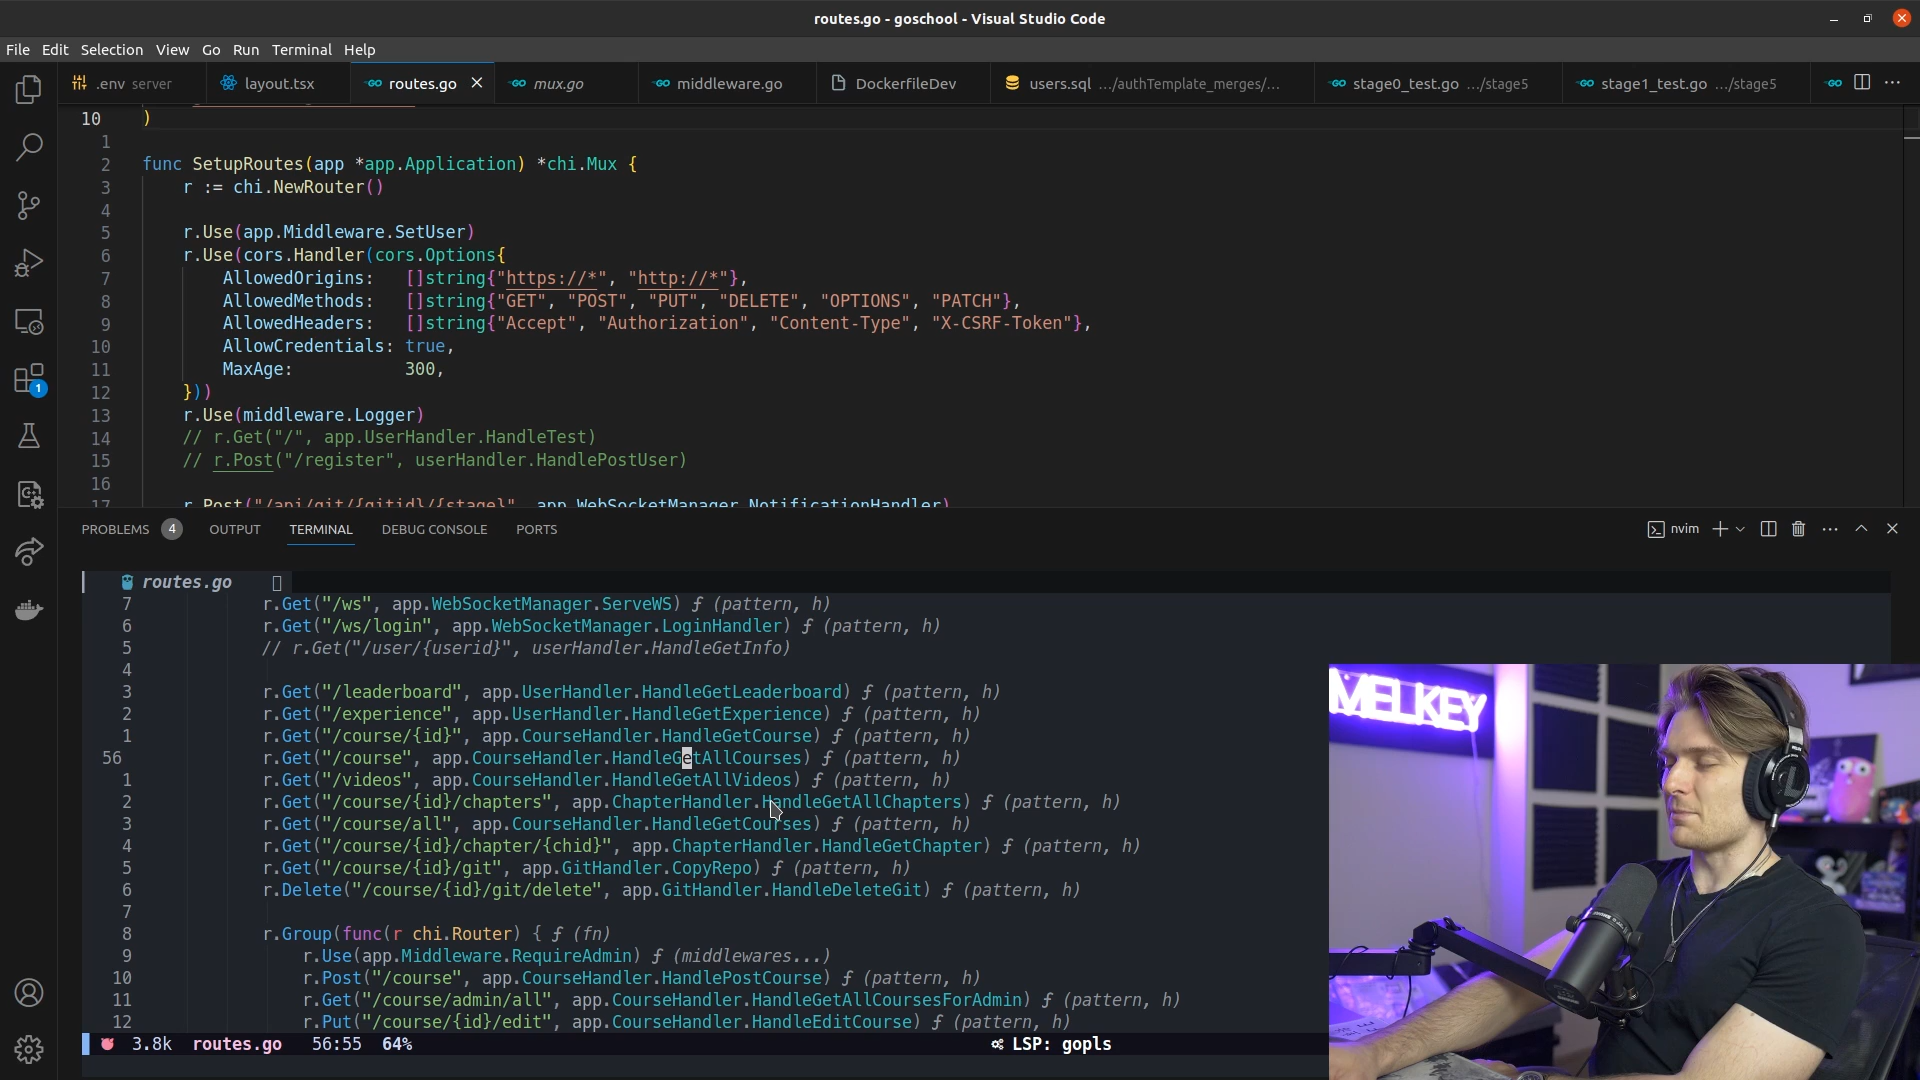 routes.go - goschool - Visual Studio Code
File Edit Selection View Go Run Terminal Help
.env server layout.tsx routes.go mux.go middleware.go DockerfileDev users.sql .../authTemplate_merges/... stage0_test.go .../stage5 stage1_test.go .../stage5
10 )
1
2 func SetupRoutes(app *app.Application) *chi.Mux {
3 r := chi.NewRouter()
4
5 r.Use(app.Middleware.SetUser)
6 r.Use(cors.Handler(cors.Options{
7 AllowedOrigins: []string{"https://*", "http://*"},
8 AllowedMethods: []string{"GET", "POST", "PUT", "DELETE", "OPTIONS", "PATCH"},
9 AllowedHeaders: []string{"Accept", "Authorization", "Content-Type", "X-CSRF-Token"},
10 AllowCredentials: true,
11 MaxAge: 300,
12 }))
13 r.Use(middleware.Logger)
14 // r.Get("/", app.UserHandler.HandleTest)
15 // r.Post("/register", userHandler.HandlePostUser)
16
17 r.Post("/api/git/{gitid}/{stage}", app.WebSocketManager.NotificationHandler)
1
PROBLEMS 4 OUTPUT TERMINAL DEBUG CONSOLE PORTS nvim
routes.go
7 r.Get("/ws", app.WebSocketManager.ServeWS) ƒ (pattern, h)
6 r.Get("/ws/login", app.WebSocketManager.LoginHandler) ƒ (pattern, h)
5 // r.Get("/user/{userid}", userHandler.HandleGetInfo)
4
3 r.Get("/leaderboard", app.UserHandler.HandleGetLeaderboard) ƒ (pattern, h)
2 r.Get("/experience", app.UserHandler.HandleGetExperience) ƒ (pattern, h)
1 r.Get("/course/{id}", app.CourseHandler.HandleGetCourse) ƒ (pattern, h)
56 r.Get("/course", app.CourseHandler.HandleGetAllCourses) ƒ (pattern, h)
1 r.Get("/videos", app.CourseHandler.HandleGetAllVideos) ƒ (pattern, h)
2 r.Get("/course/{id}/chapters", app.ChapterHandler.HandleGetAllChapters) ƒ (pattern, h)
3 r.Get("/course/all", app.CourseHandler.HandleGetCourses) ƒ (pattern, h)
4 r.Get("/course/{id}/chapter/{chid}", app.ChapterHandler.HandleGetChapter) ƒ (pattern, h)
5 r.Get("/course/{id}/git", app.GitHandler.CopyRepo) ƒ (pattern, h)
6 r.Delete("/course/{id}/git/delete", app.GitHandler.HandleDeleteGit) ƒ (pattern, h)
7
8 r.Group(func(r chi.Router) { ƒ (fn)
9 r.Use(app.Middleware.RequireAdmin) ƒ (middlewares...)
10 r.Post("/course", app.CourseHandler.HandlePostCourse) ƒ (pattern, h)
11 r.Get("/course/admin/all", app.CourseHandler.HandleGetAllCoursesForAdmin) ƒ (pattern, h)
12 r.Put("/course/{id}/edit", app.CourseHandler.HandleEditCourse) ƒ (pattern, h)
3.8k routes.go 56:55 64% LSP: gopls
MELKEY